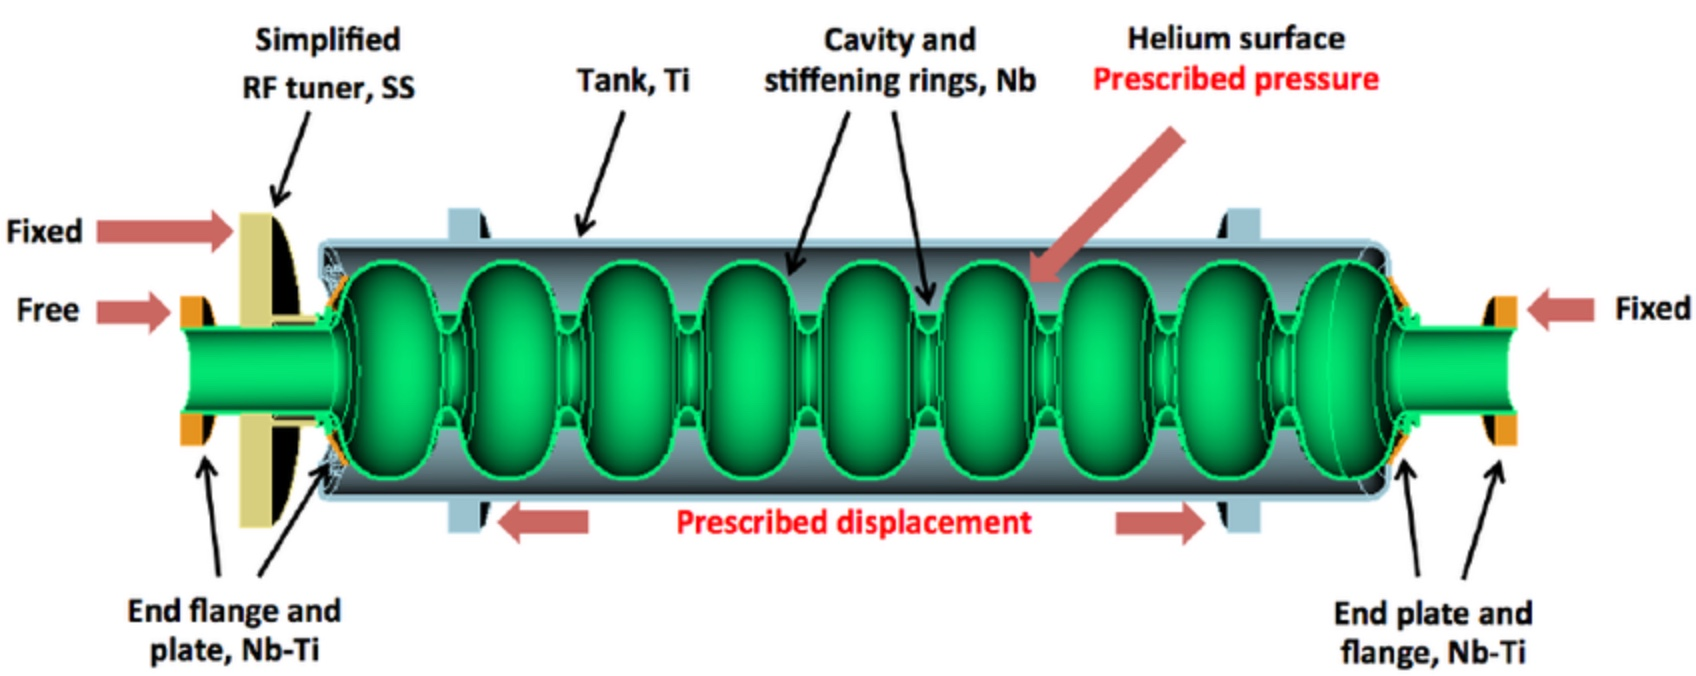 Simplified
RF tuner, SS
Tank, Ti
Cavity and
stiffening rings, Nb
Helium surface
Prescribed pressure
Fixed
Free
Fixed
Prescribed displacement
End flange and
plate, Nb-Ti
End plate and
flange, Nb-Ti